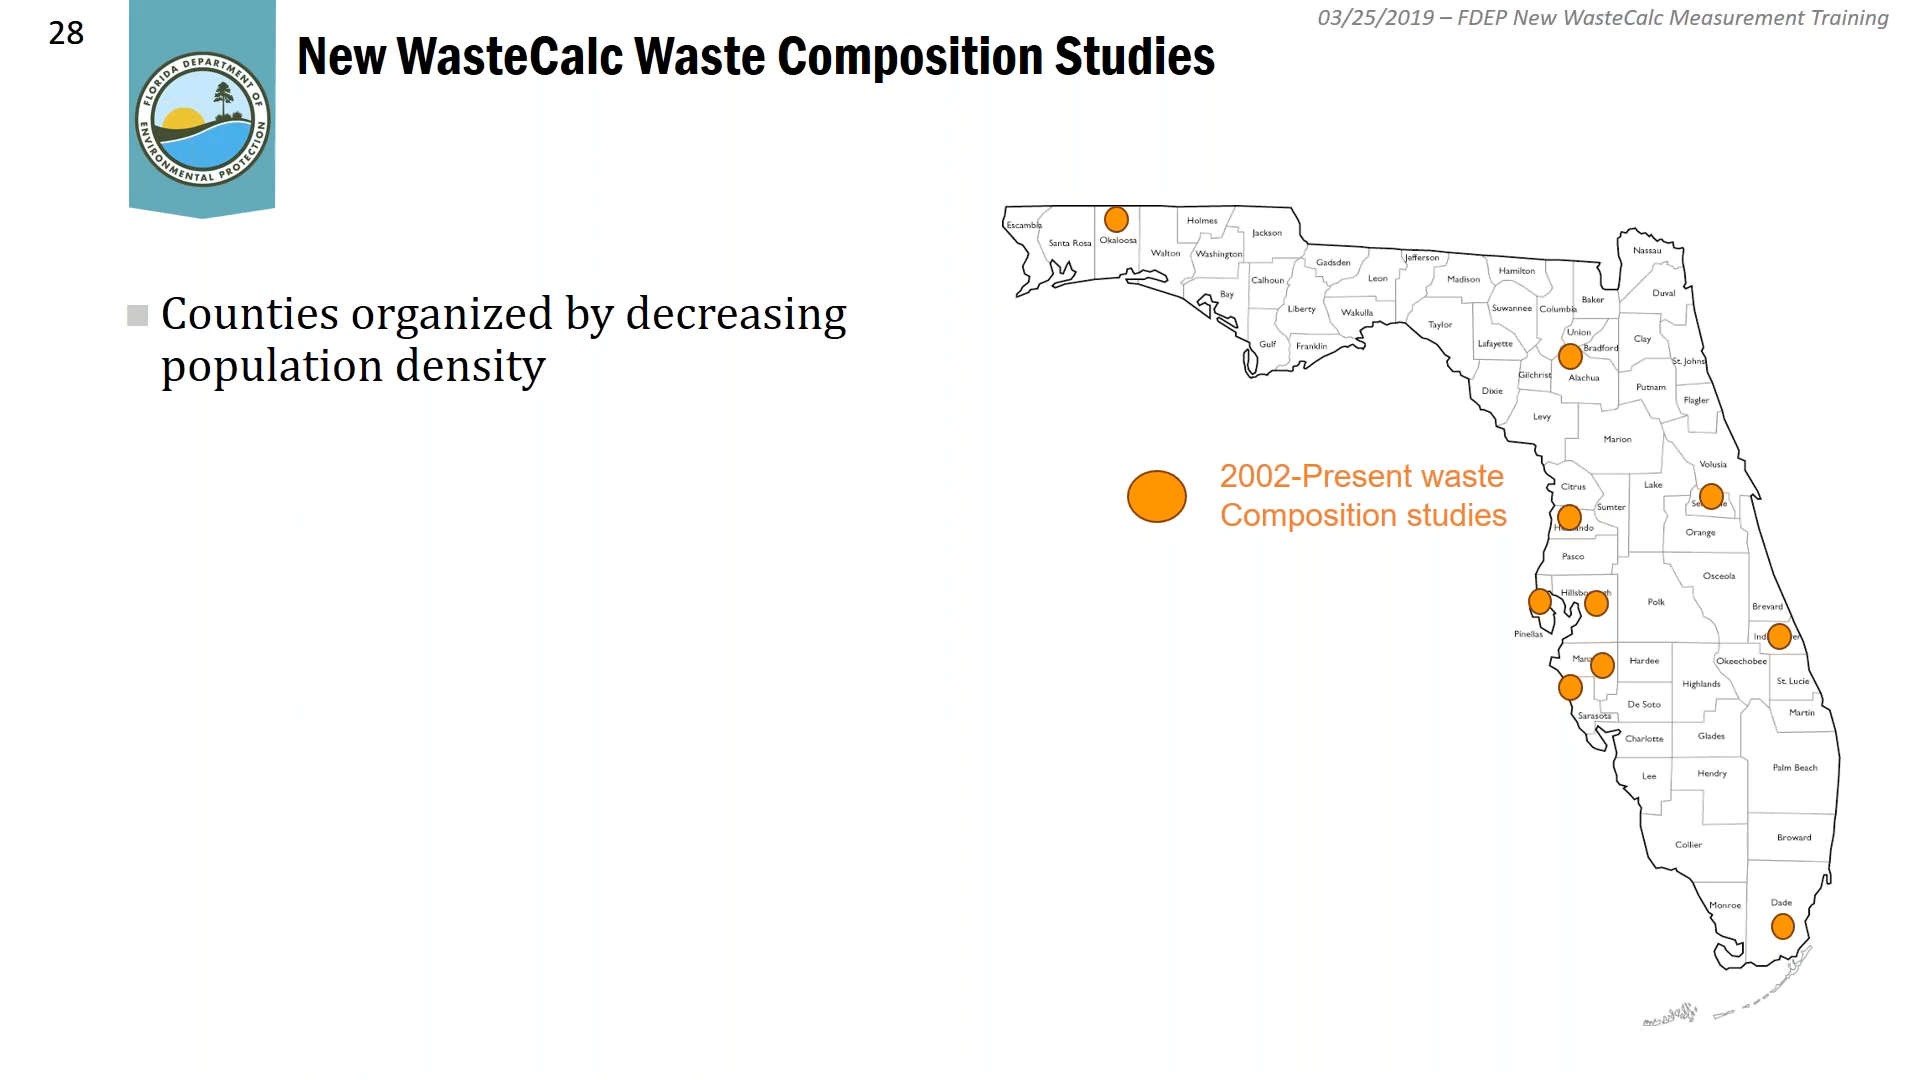 28
03/25/2019 – FDEP New WasteCalc Measurement Training
New WasteCalc Waste Composition Studies
FLORIDA DEPARTMENT OF
ENVIRONMENTAL PROTECTION
Counties organized by decreasing
population density
2002-Present waste
Composition studies
Escambia
Santa Rosa
Okaloosa
Walton
Holmes
Washington
Jackson
Bay
Calhoun
Gulf
Liberty
Gadsden
Franklin
Leon
Wakulla
Jefferson
Madison
Taylor
Hamilton
Suwannee
Lafayette
Dixie
Columbia
Gilchrist
Baker
Union
Bradford
Alachua
Levy
Nassau
Duval
Clay
St. Johns
Putnam
Flagler
Marion
Volusia
Citrus
Sumter
Lake
Orange
Pasco
Osceola
Polk
Brevard
Pinellas
Hardee
Okeechobee
Highlands
St. Lucie
De Soto
Sarasota
Martin
Charlotte
Glades
Lee
Hendry
Palm Beach
Collier
Broward
Monroe
Dade